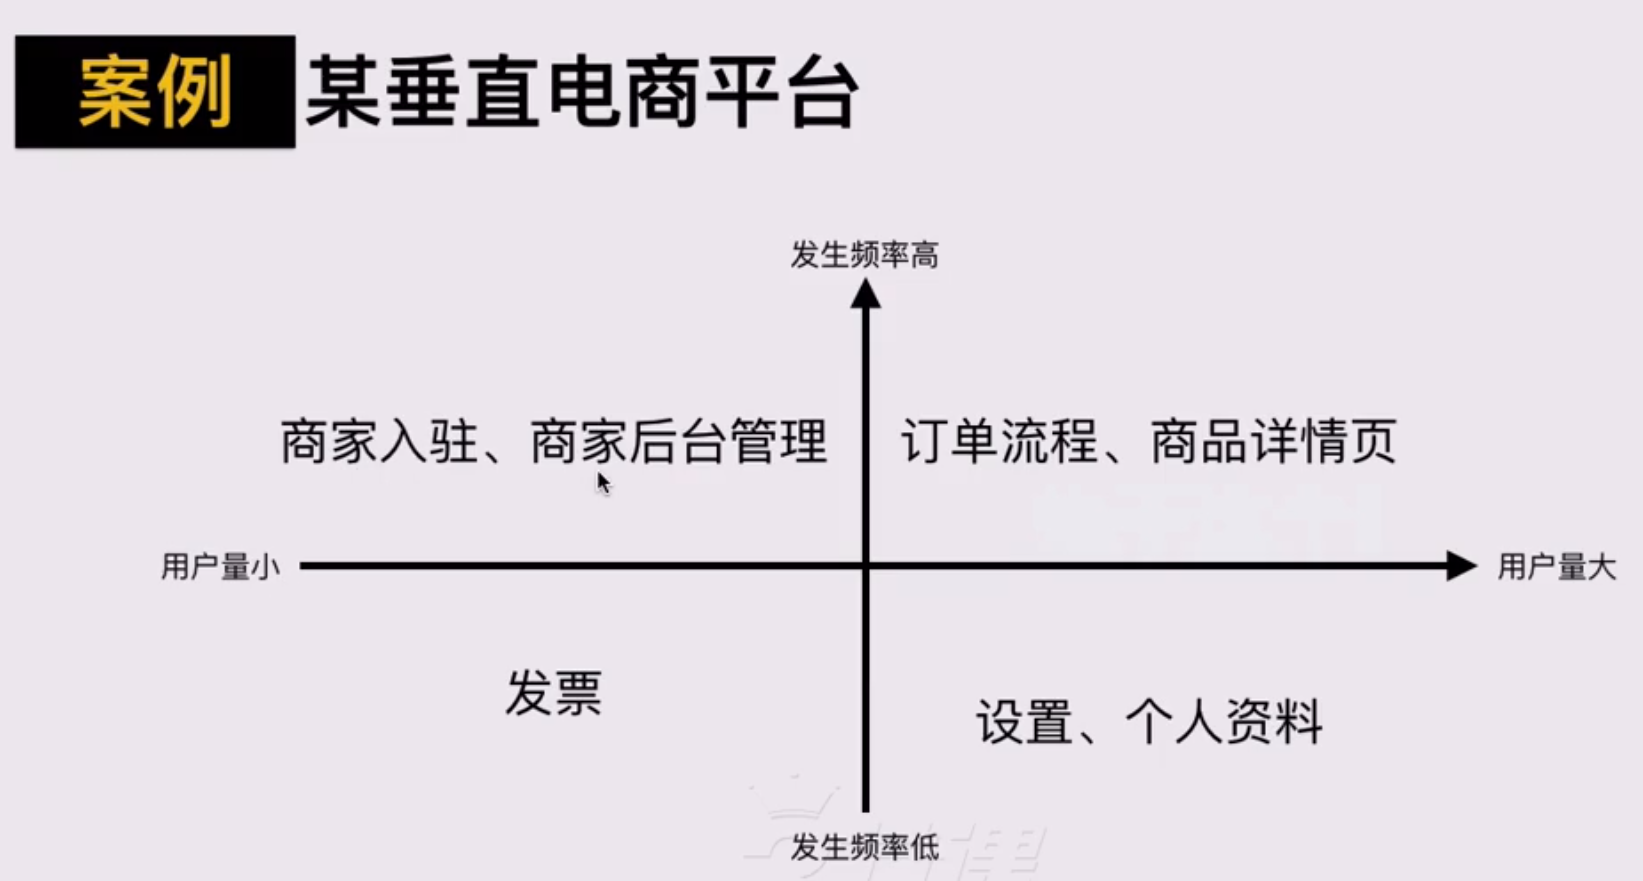 案例 某垂直电商平台
发生频率高
商家入驻、商家后台管理 订单流程、商品详情页
用户量小 用户量大
发票
设置、个人资料
发生频率低